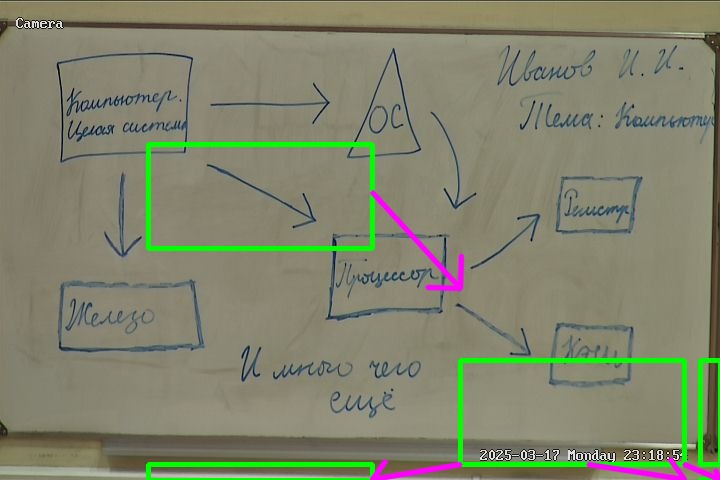 Camera
Иванов И. И.
Тема: Компьютер
Компьютер.
Целая система
ОС
Регистр
Процессор
Железо
Кэш
И много чего
ещё
2025-03-17 Monday 23:18:5